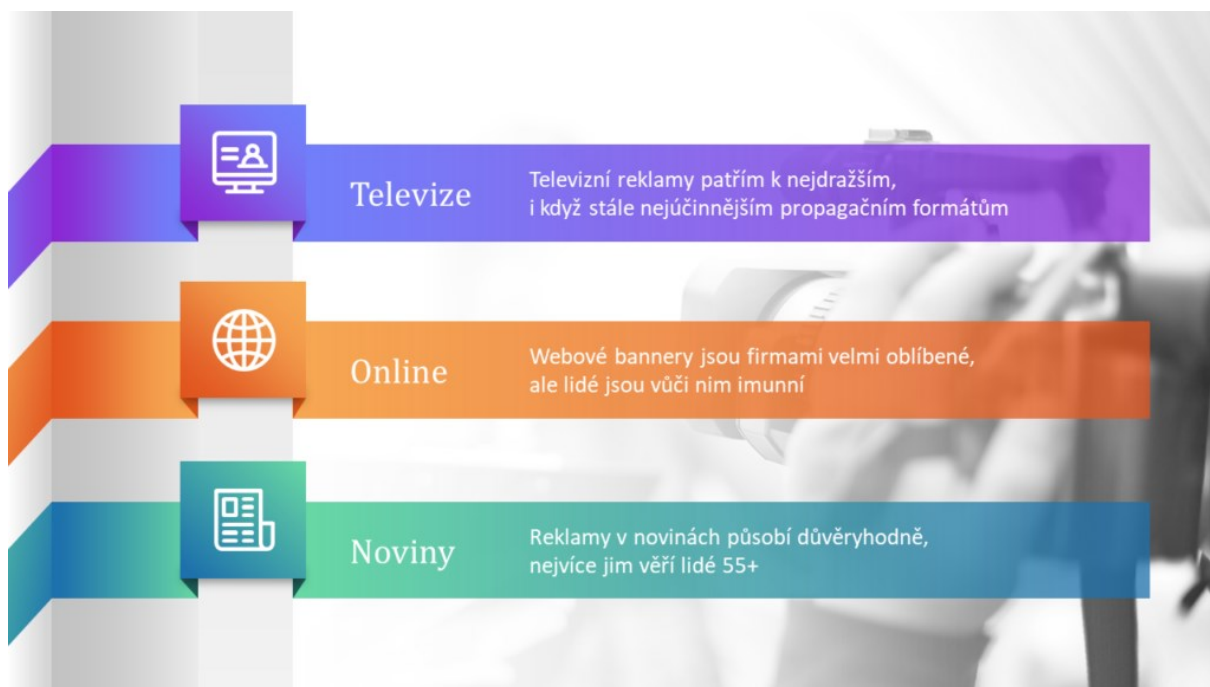 Televize
Televizní reklamy patřím k nejdražším,
i když stále nejúčinnějším propagačním formátům
Online
Webové bannery jsou firmami velmi oblíbené,
ale lidé jsou vůči nim imunní
Noviny
Reklamy v novinách působí důvěryhodně,
nejvíce jim věří lidé 55+